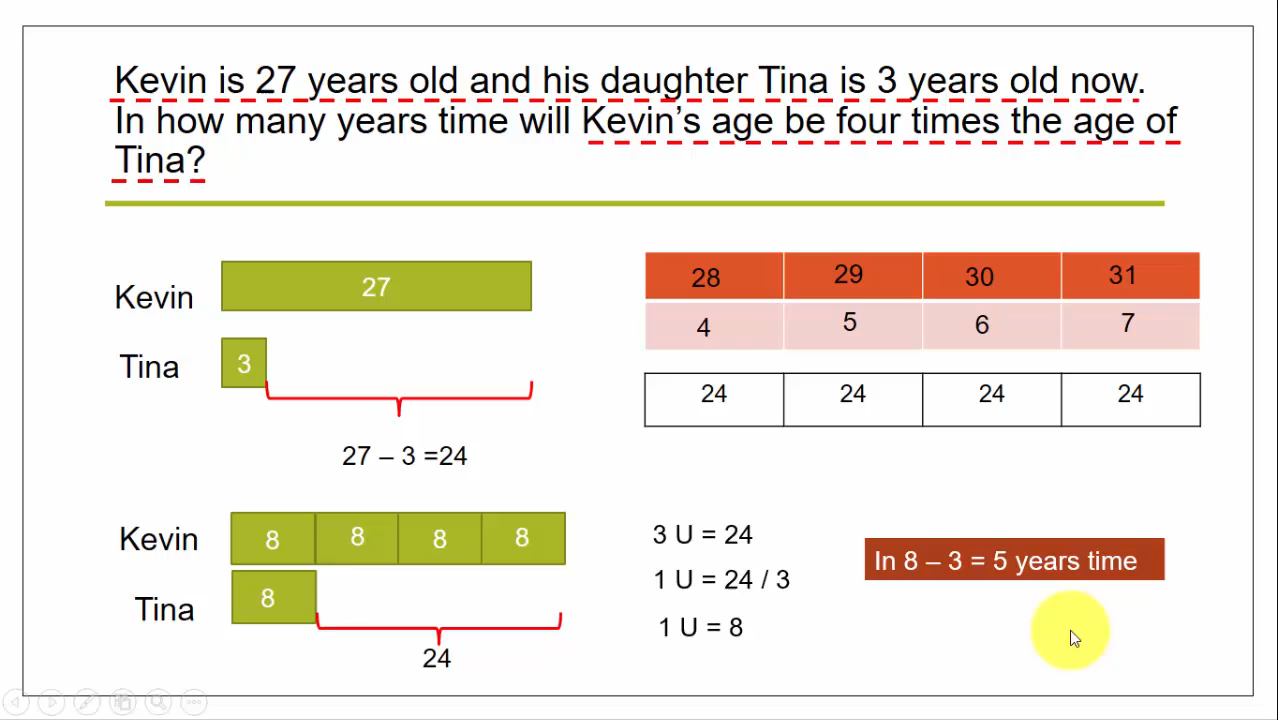 Kevin is 27 years old and his daughter Tina is 3 years old now.
In how many years time will Kevin's age be four times the age of
Tina?
Kevin 27
Tina 3
27 – 3 =24
28 29 30 31
4 5 6 7
24 24 24 24
Kevin 8 8 8 8
Tina 8
24
3 U = 24
1 U = 24 / 3
1 U = 8
In 8 – 3 = 5 years time